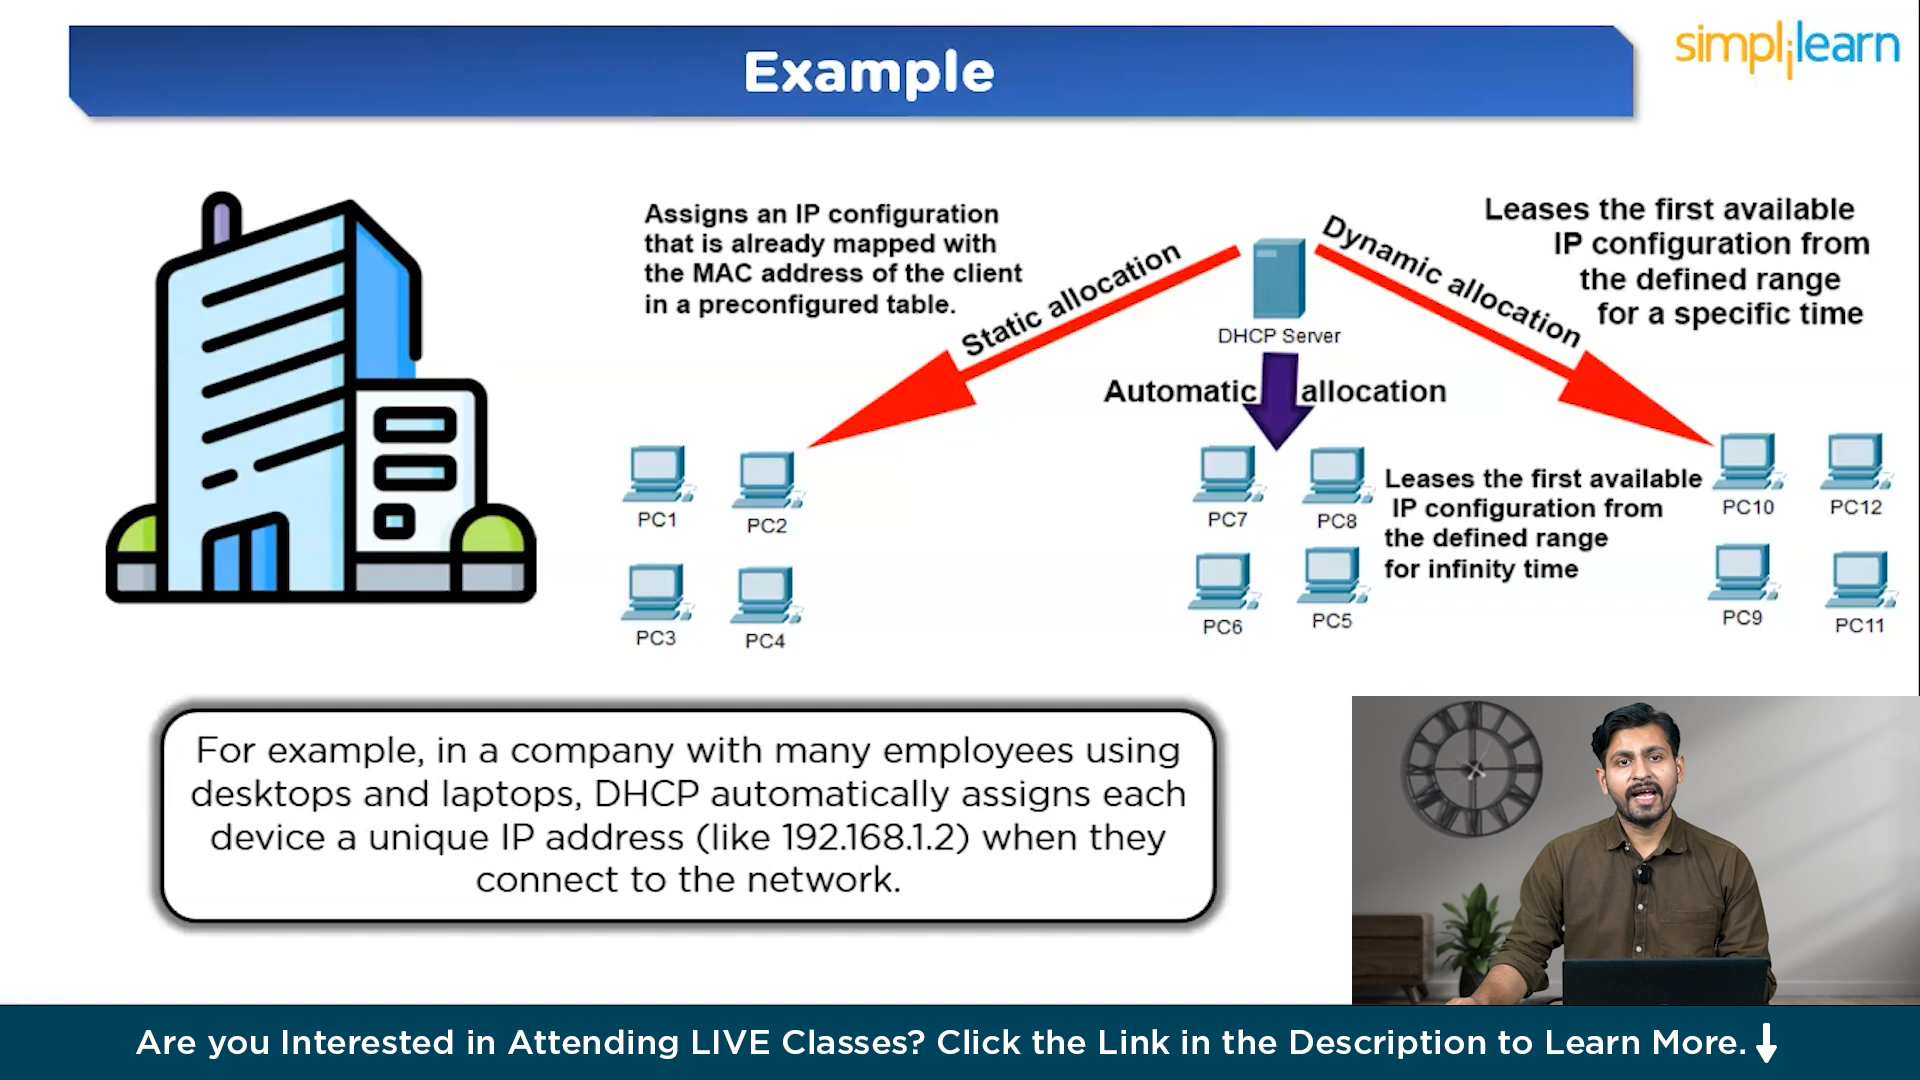 Example
simplilearn
Assigns an IP configuration
that is already mapped with
the MAC address of the client
in a preconfigured table.
Static allocation
DHCP Server
Dynamic allocation
Leases the first available
IP configuration from
the defined range
for a specific time
Automatic allocation
PC1
PC2
PC3
PC4
PC7
PC8
PC6
PC5
Leases the first available
IP configuration from
the defined range
for infinity time
PC10
PC12
PC9
PC11
For example, in a company with many employees using
desktops and laptops, DHCP automatically assigns each
device a unique IP address (like 192.168.1.2) when they
connect to the network.
Are you Interested in Attending LIVE Classes? Click the Link in the Description to Learn More.